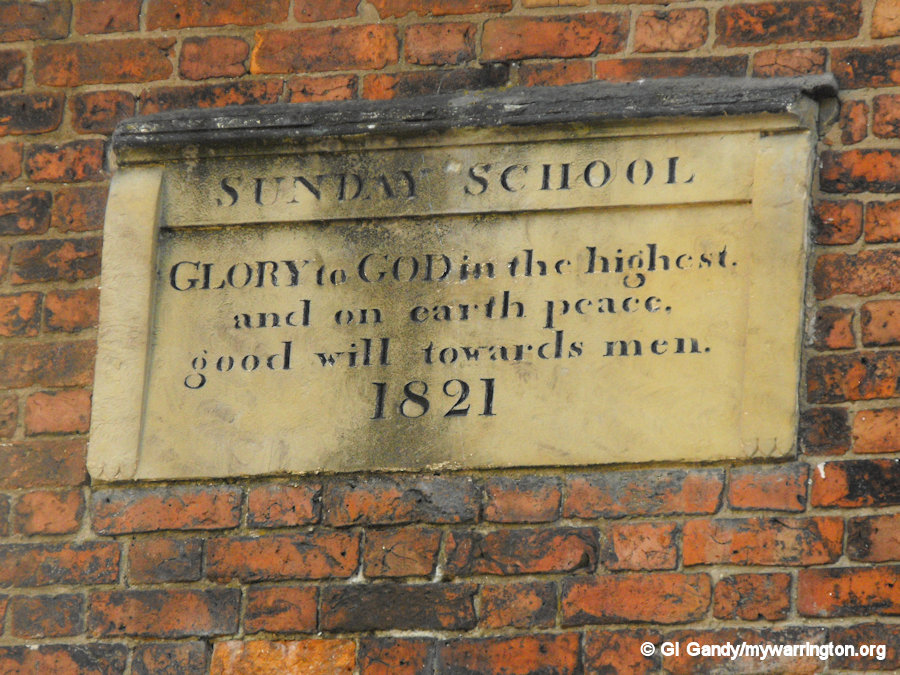 SUNDAY SCHOOL
GLORY to GOD in the highest.
and on earth peace,
good will towards men.
1821
© GI Gandy/mywarrington.org